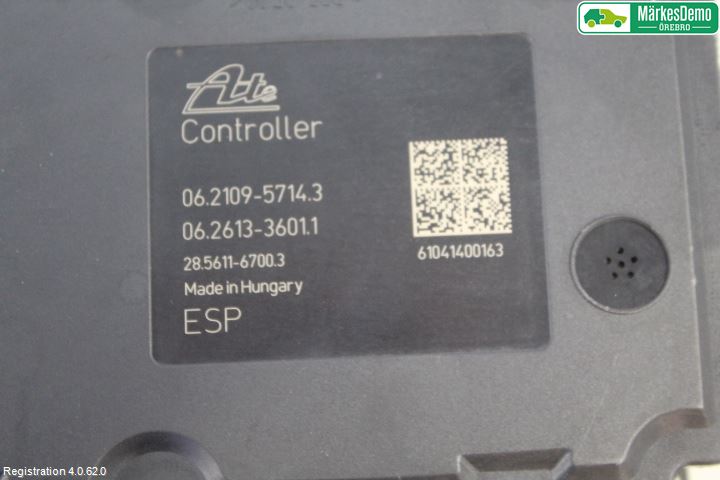 MärkesDemo
ÖREBRO
Ate
Controller
06.2109-5714.3
06.2613-3601.1
28.5611-6700.3
61041400163
Made in Hungary
ESP
Registration 4.0.62.0